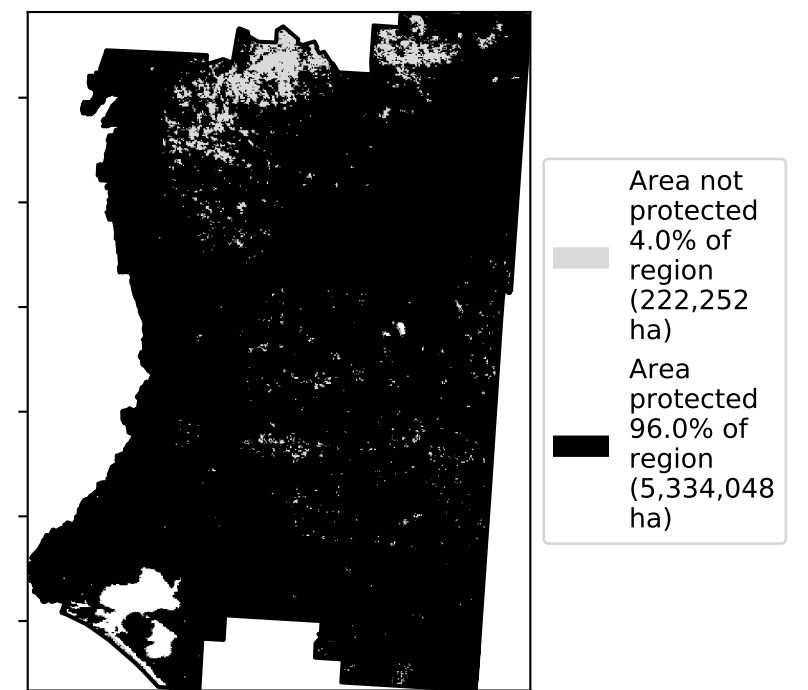 Area not
protected
4.0% of
region
(222,252
ha)
Area
protected
96.0% of
region
(5,334,048
ha)